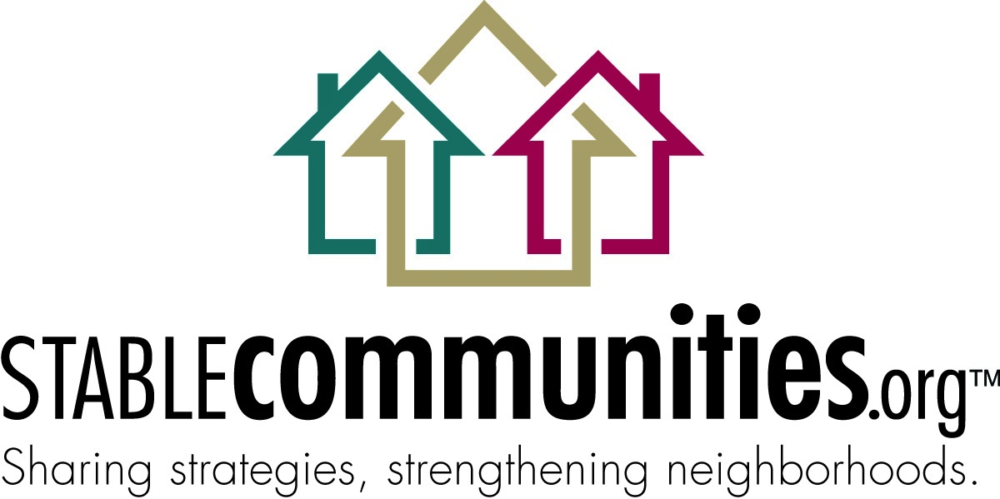 STABLEcommunities.org™
Sharing strategies, strengthening neighborhoods.